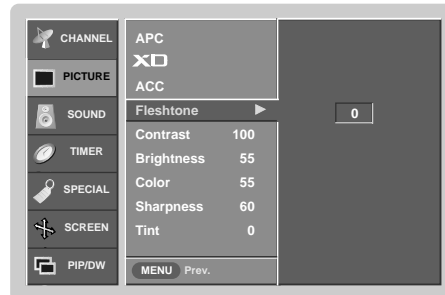 CHANNEL
PICTURE
SOUND
TIMER
SPECIAL
SCREEN
PIP/DW
APC
XD
ACC
Fleshtone
Contrast 100
Brightness 55
Color 55
Sharpness 60
Tint 0
MENU Prev.
0